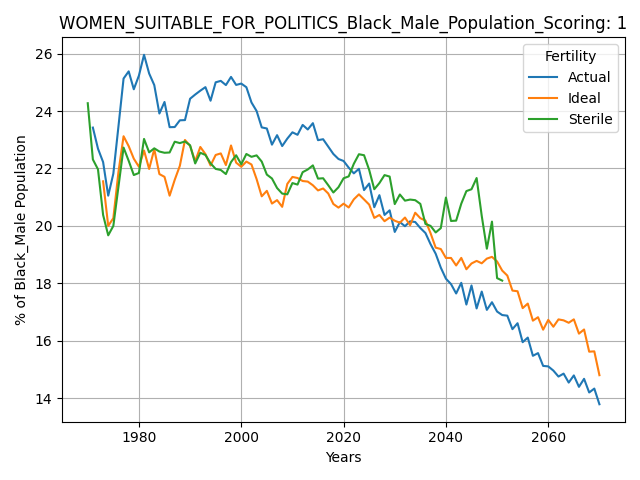 WOMEN_SUITABLE_FOR_POLITICS_Black_Male_Population_Scoring: 1
% of Black_Male Population
26
24
22
20
18
16
14
Fertility
Actual
Ideal
Sterile
1980
2000
2020
2040
2060
Years